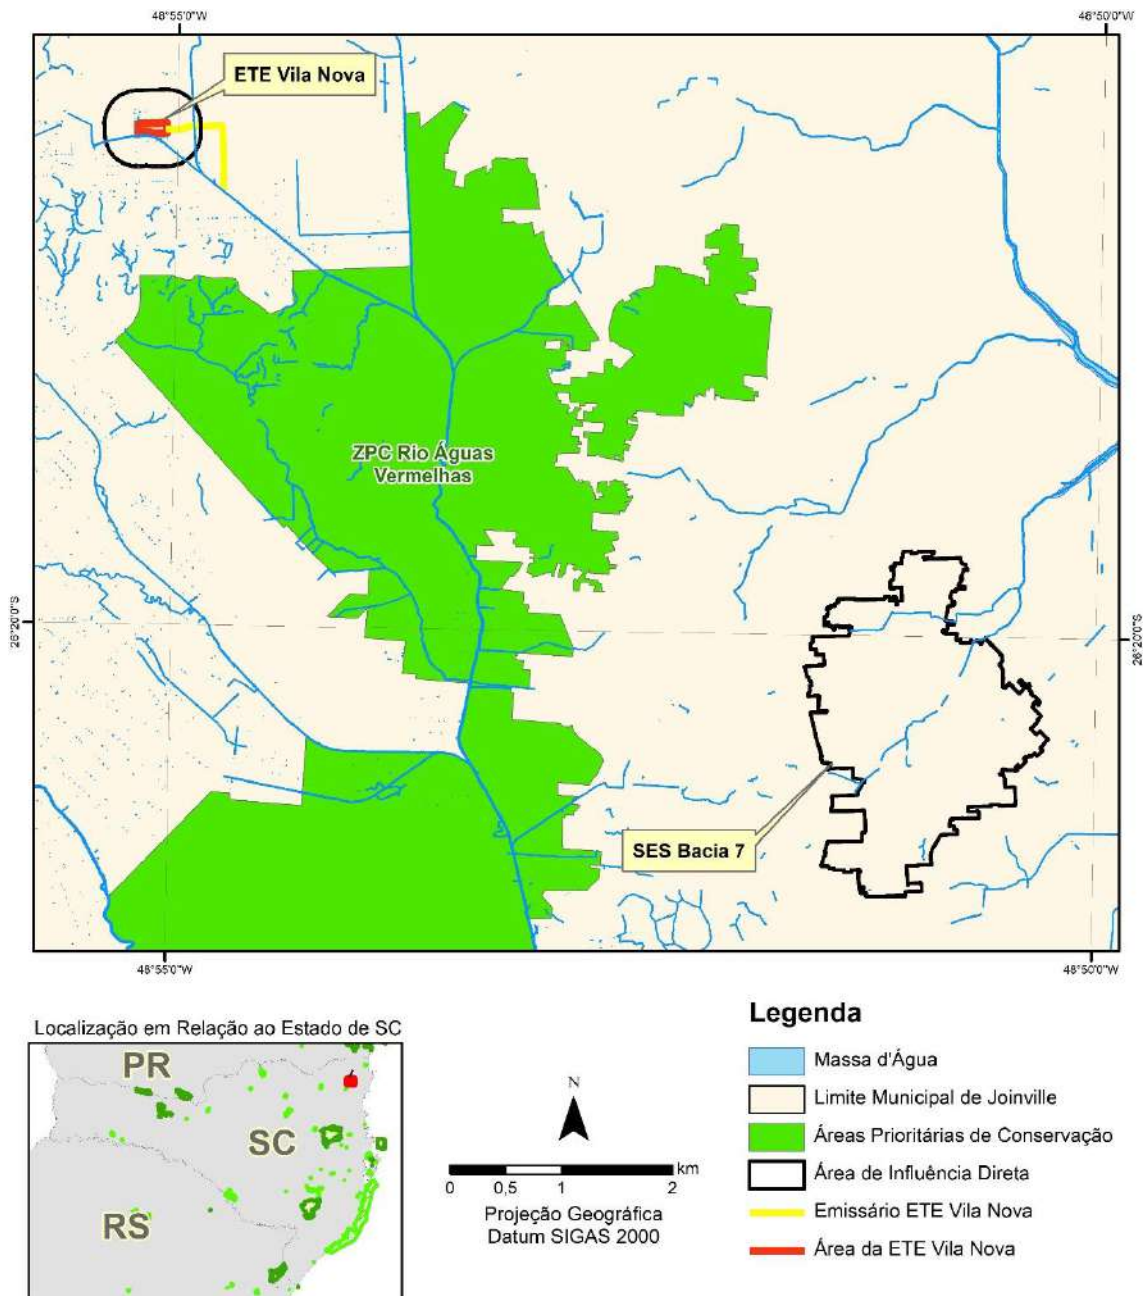 48°55'0"W
48°50'0"W
ETE Vila Nova
ZPC Rio Águas
Vermelhas
26°20'0"S
26°20'0"S
SES Bacia 7
48°55'0"W
48°50'0"W
Localização em Relação ao Estado de SC
PR
SC
RS
N
km
0 0,5 1 2
Projeção Geográfica
Datum SIGAS 2000
Legenda
Massa d'Água
Limite Municipal de Joinville
Áreas Prioritárias de Conservação
Área de Influência Direta
Emissário ETE Vila Nova
Área da ETE Vila Nova